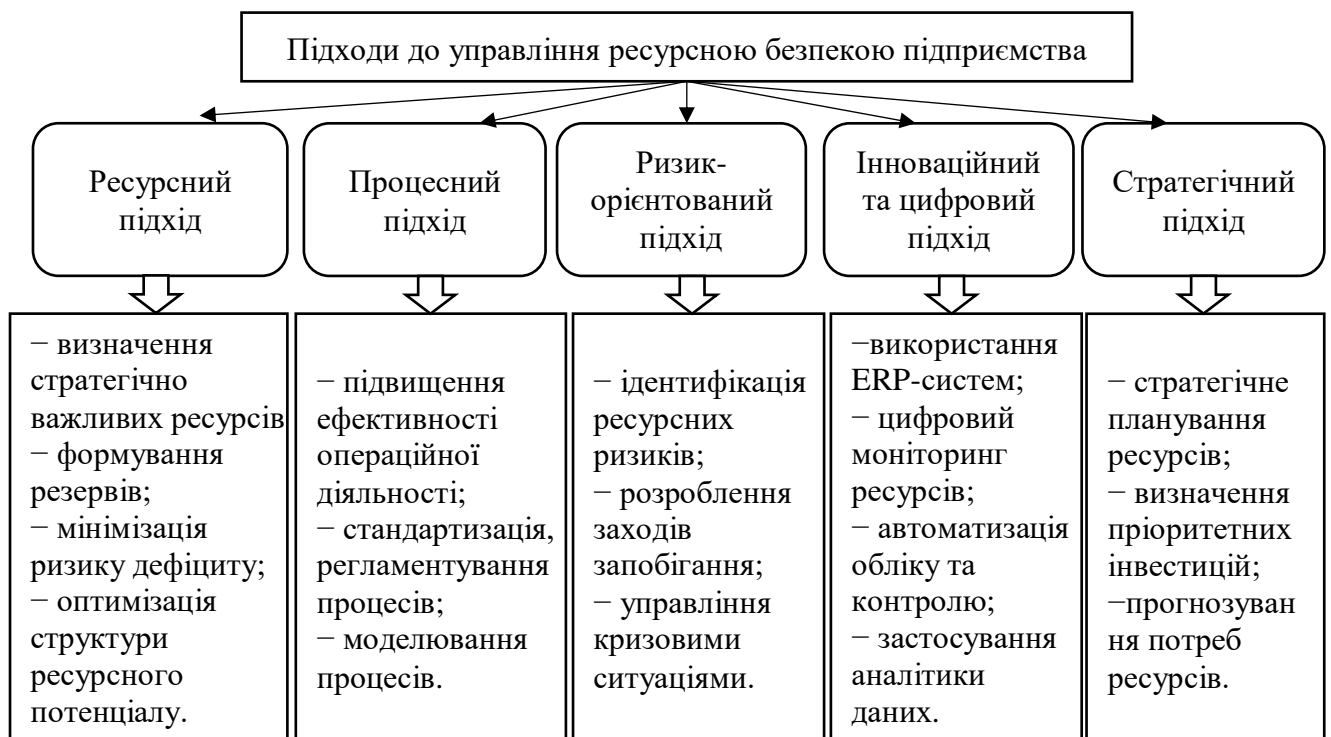 Підходи до управління ресурсною безпекою підприємства
Ресурсний
підхід
Процесний
підхід
Ризик-
орієнтований
підхід
Інноваційний
та цифровий
підхід
Стратегічний
підхід
− визначення
стратегічно
важливих ресурсів
− формування
резервів;
− мінімізація
ризику дефіциту;
− оптимізація
структури
ресурсного
потенціалу.
− підвищення
ефективності
операційної
діяльності;
− стандартизація,
регламентування
процесів;
− моделювання
процесів.
− ідентифікація
ресурсних
ризиків;
− розроблення
заходів
запобігання;
− управління
кризовими
ситуаціями.
−використання
ERP-систем;
− цифровий
моніторинг
ресурсів;
− автоматизація
обліку та
контролю;
− застосування
аналітики
даних.
− стратегічне
планування
ресурсів;
− визначення
пріоритетних
інвестицій;
−прогнозуван
ня потреб
ресурсів.